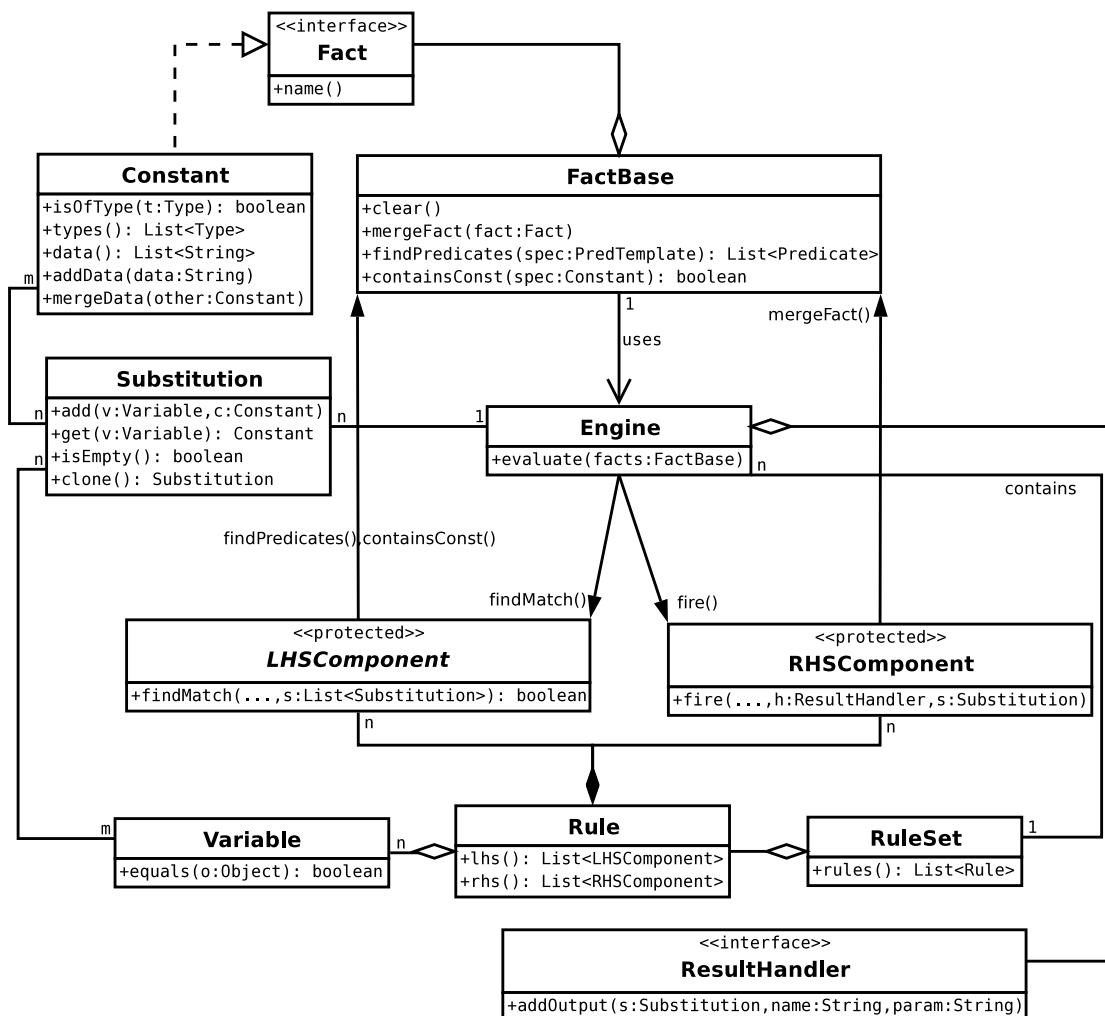 <<interface>>
Fact
+name()
Constant
+isOfType(t:Type): boolean
+types(): List<Type>
+data(): List<String>
+addData(data:String)
+mergeData(other:Constant)
m
FactBase
+clear()
+mergeFact(fact:Fact)
+findPredicates(spec:PredTemplate): List<Predicate>
+containsConst(spec:Constant): boolean
1
uses
mergeFact()
Substitution
+add(v:Variable,c:Constant)
+get(v:Variable): Constant
+isEmpty(): boolean
+clone(): Substitution
n
n
n
1
Engine
+evaluate(facts:FactBase)
n
contains
findPredicates(),containsConst()
findMatch()
fire()
<<protected>>
LHSComponent
+findMatch(...,s:List<Substitution>): boolean
n
<<protected>>
RHSComponent
+fire(...,h:ResultHandler,s:Substitution)
n
m
Variable
+equals(o:Object): boolean
n
Rule
+lhs(): List<LHSComponent>
+rhs(): List<RHSComponent>
RuleSet
+rules(): List<Rule>
1
<<interface>>
ResultHandler
+addOutput(s:Substitution,name:String,param:String)